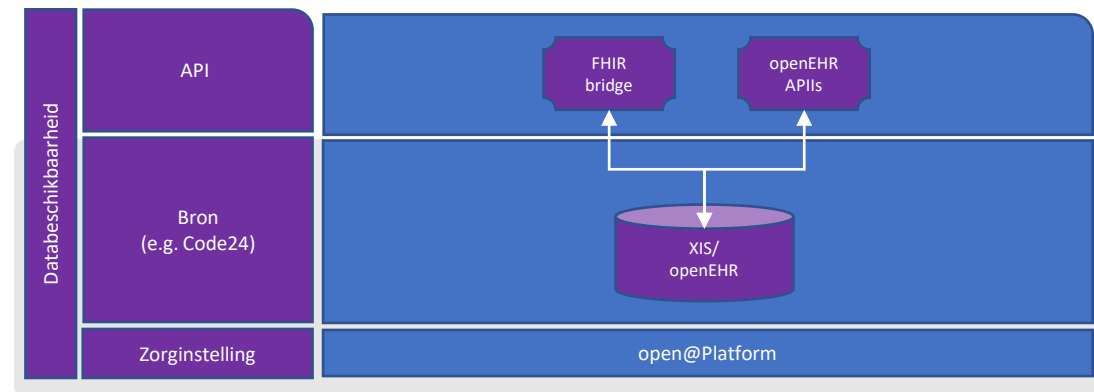 Databeschikbaarheid
API
FHIR
bridge
openEHR
APIIs
Bron
(e.g. Code24)
XIS/
openEHR
Zorginstelling
open@Platform